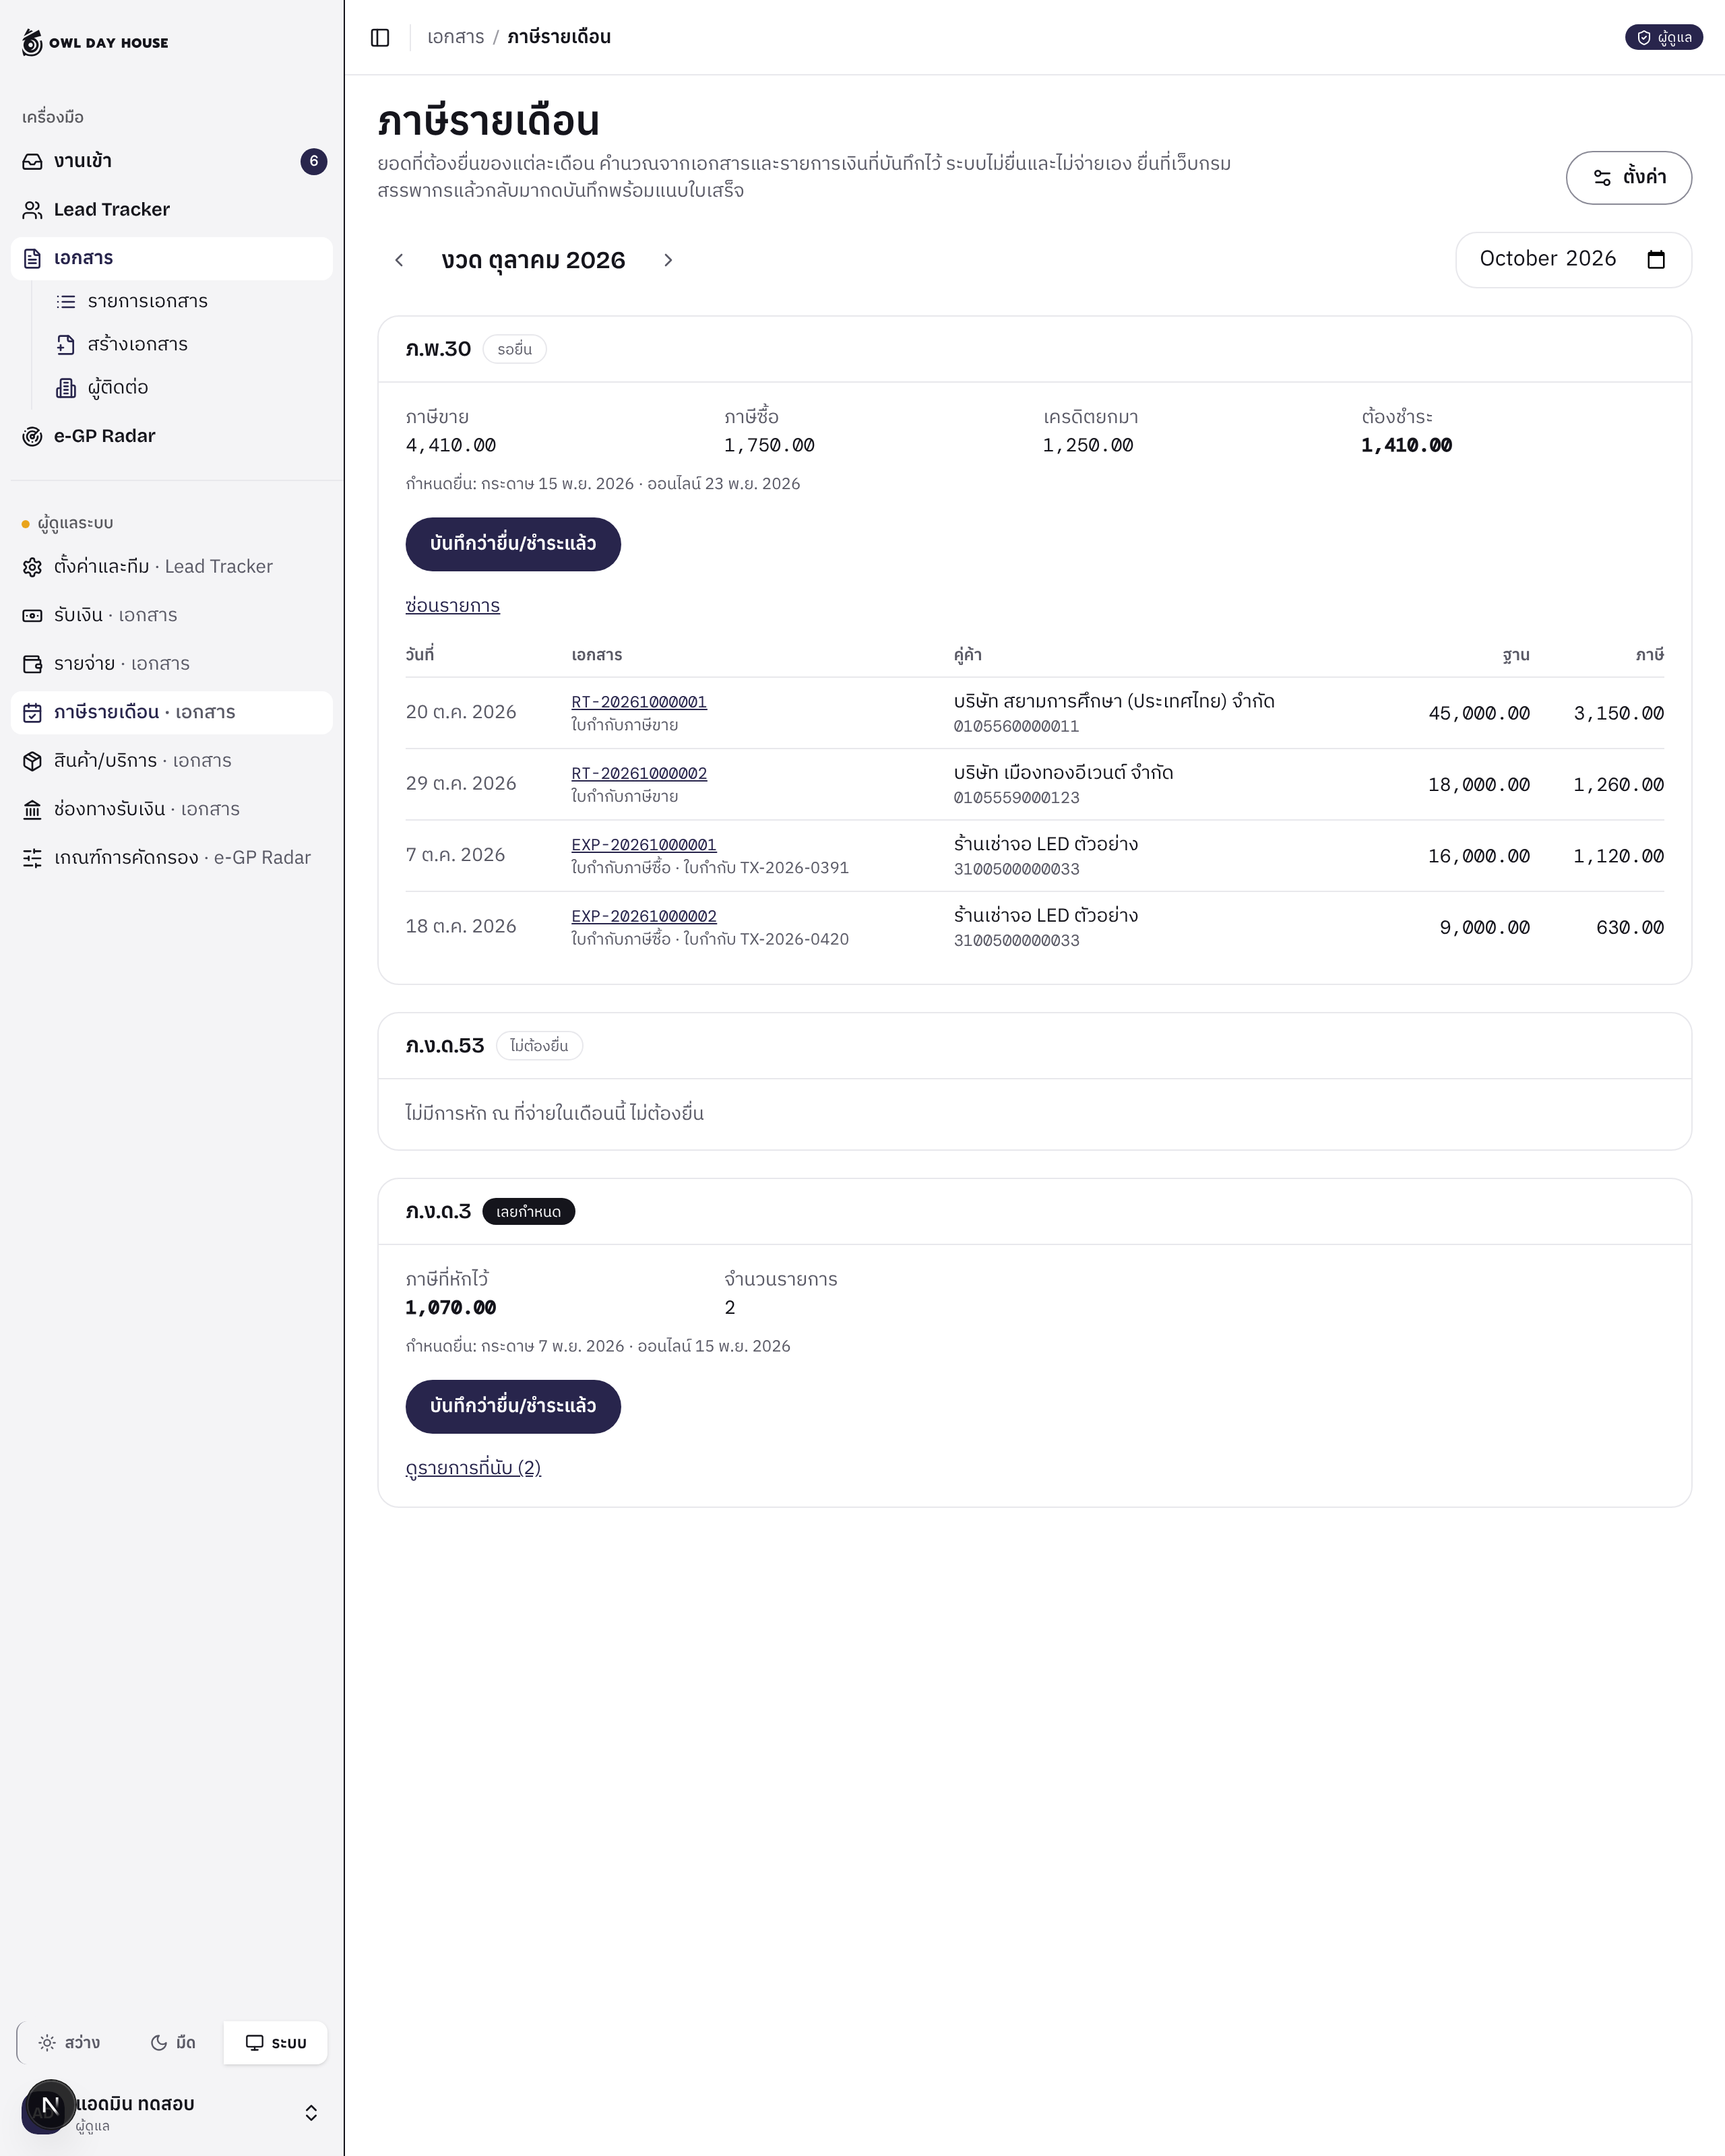 OWL DAY HOUSE
เครื่องมือ
งานเข้า 6
Lead Tracker
เอกสาร
รายการเอกสาร
สร้างเอกสาร
ผู้ติดต่อ
e-GP Radar
ผู้ดูแลระบบ
ตั้งค่าและทีม · Lead Tracker
รับเงิน · เอกสาร
รายจ่าย · เอกสาร
ภาษีรายเดือน · เอกสาร
สินค้า/บริการ · เอกสาร
ช่องทางรับเงิน · เอกสาร
เกณฑ์การคัดกรอง · e-GP Radar
สว่าง มืด ระบบ
N แอดมิน ทดสอบ
ผู้ดูแล
เอกสาร / ภาษีรายเดือน ผู้ดูแล
ภาษีรายเดือน
ยอดที่ต้องยื่นของแต่ละเดือน คำนวณจากเอกสารและรายการเงินที่บันทึกไว้ ระบบไม่ยื่นและไม่จ่ายเอง ยื่นที่เว็บกรม
สรรพากรแล้วกลับมากดบันทึกพร้อมแนบใบเสร็จ
ตั้งค่า
งวด ตุลาคม 2026 October 2026
ภ.พ.30 รอยื่น
ภาษีขาย ภาษีซื้อ เครดิตยกมา ต้องชำระ
4,410.00 1,750.00 1,250.00 1,410.00
กำหนดยื่น: กระดาษ 15 พ.ย. 2026 · ออนไลน์ 23 พ.ย. 2026
บันทึกว่ายื่น/ชำระแล้ว
ซ่อนรายการ
วันที่ เอกสาร คู่ค้า ฐาน ภาษี
20 ต.ค. 2026 RT-20261000001 บริษัท สยามการศึกษา (ประเทศไทย) จำกัด 45,000.00 3,150.00
ใบกำกับภาษีขาย 0105560000011
29 ต.ค. 2026 RT-20261000002 บริษัท เมืองทองอีเวนต์ จำกัด 18,000.00 1,260.00
ใบกำกับภาษีขาย 0105559000123
7 ต.ค. 2026 EXP-20261000001 ร้านเช่าจอ LED ตัวอย่าง 16,000.00 1,120.00
ใบกำกับภาษีซื้อ · ใบกำกับ TX-2026-0391 3100500000033
18 ต.ค. 2026 EXP-20261000002 ร้านเช่าจอ LED ตัวอย่าง 9,000.00 630.00
ใบกำกับภาษีซื้อ · ใบกำกับ TX-2026-0420 3100500000033
ภ.ง.ด.53 ไม่ต้องยื่น
ไม่มีการหัก ณ ที่จ่ายในเดือนนี้ ไม่ต้องยื่น
ภ.ง.ด.3 เลยกำหนด
ภาษีที่หักไว้ จำนวนรายการ
1,070.00 2
กำหนดยื่น: กระดาษ 7 พ.ย. 2026 · ออนไลน์ 15 พ.ย. 2026
บันทึกว่ายื่น/ชำระแล้ว
ดูรายการที่นับ (2)